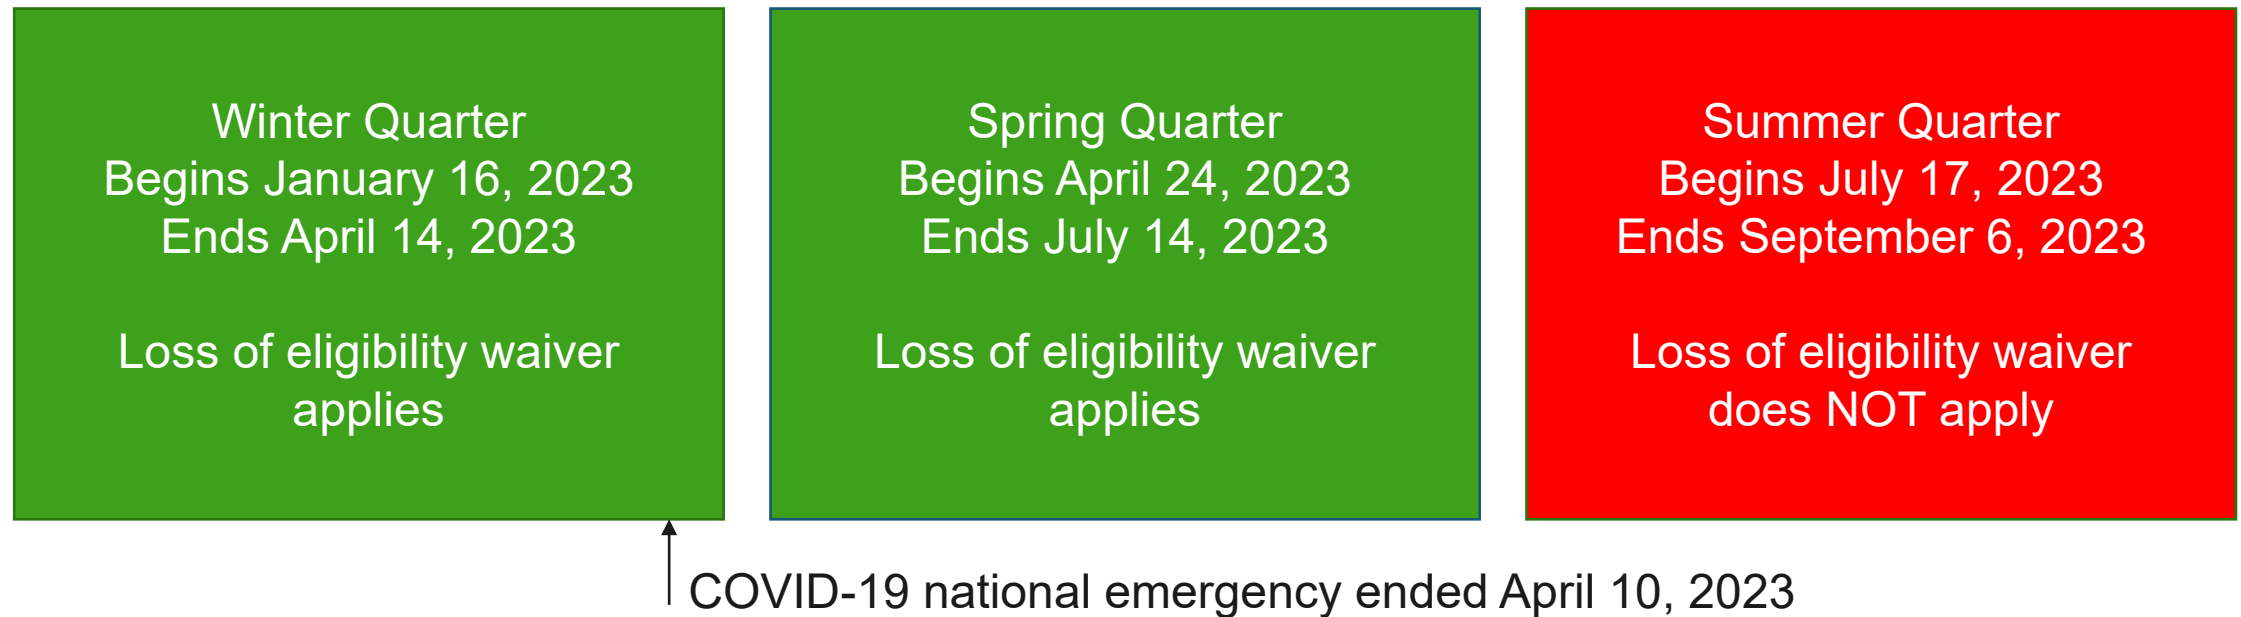 Winter Quarter
Begins January 16, 2023
Ends April 14, 2023
Loss of eligibility waiver
applies
Spring Quarter
Begins April 24, 2023
Ends July 14, 2023
Loss of eligibility waiver
applies
Summer Quarter
Begins July 17, 2023
Ends September 6, 2023
Loss of eligibility waiver
does NOT apply
COVID-19 national emergency ended April 10, 2023